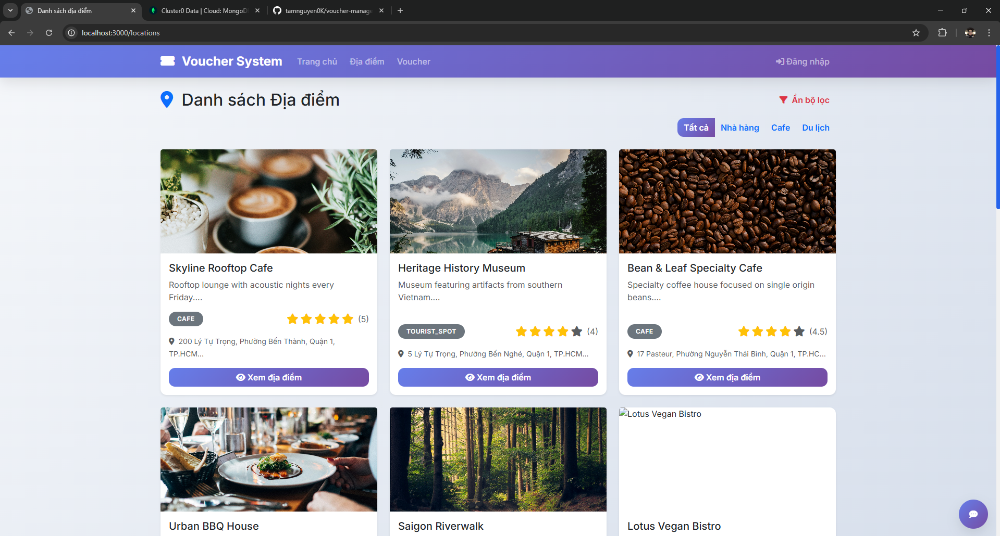 Danh sách địa điểm
Cluster0 Data | Cloud: MongoD
tamnguyen0K/voucher-manage
localhost:3000/locations
Voucher System
Trang chủ
Địa điểm
Voucher
Đăng nhập
Danh sách Địa điểm
Ẩn bộ lọc
Tất cả
Nhà hàng
Cafe
Du lịch
Skyline Rooftop Cafe
Rooftop lounge with acoustic nights every
Friday....
CAFE
(5)
200 Lý Tự Trọng, Phường Bến Thành, Quận 1,
TP.HCM...
Xem địa điểm
Heritage History Museum
Museum featuring artifacts from southern
Vietnam....
TOURIST_SPOT
(4)
5 Lý Tự Trọng, Phường Bến Nghé, Quận 1, TP.HCM...
Xem địa điểm
Bean & Leaf Specialty Cafe
Specialty coffee house focused on single origin
beans....
CAFE
(4.5)
17 Pasteur, Phường Nguyễn Thái Bình, Quận 1, TP.HC...
Xem địa điểm
Urban BBQ House
Saigon Riverwalk
Lotus Vegan Bistro
Lotus Vegan Bistro